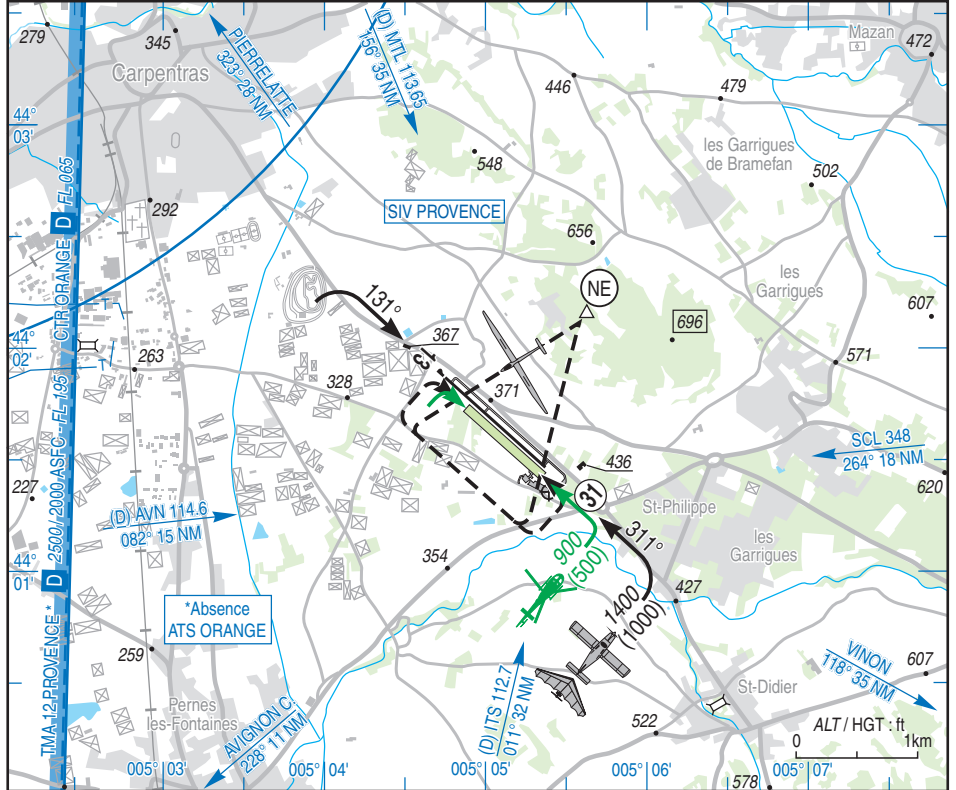 279
345
Mazan
472
Carpentras
PIERRELATTE
323° 28 NM
(D) MTL 113.65
156° 35 NM
446
479
44°
03'
548
les Garrigues
de Bramefan
502
292
SIV PROVENCE
656
NE
les
Garrigues
607
131°
367
696
44°
02'
263
328
371
571
TMA 12 PROVENCE * D 2500/ 2000 ASFC - FL 195
CTR ORANGE D FL 065
SCL 348
264° 18 NM
436
620
227
31
St-Philippe
(D) AVN 114.6
082° 15 NM
311°
les
Garrigues
900
(500)
354
44°
01'
427
1400
(1000)
*Absence
ATS ORANGE
259
VINON
118° 35 NM
607
Pernes
les-Fontaines
AVIGNON C.
228° 11 NM
(D) ITS 112.7
011° 32 NM
St-Didier
522
ALT / HGT : ft
0 1km
005° 03'
005° 04'
005° 05'
005° 06'
005° 07'
578